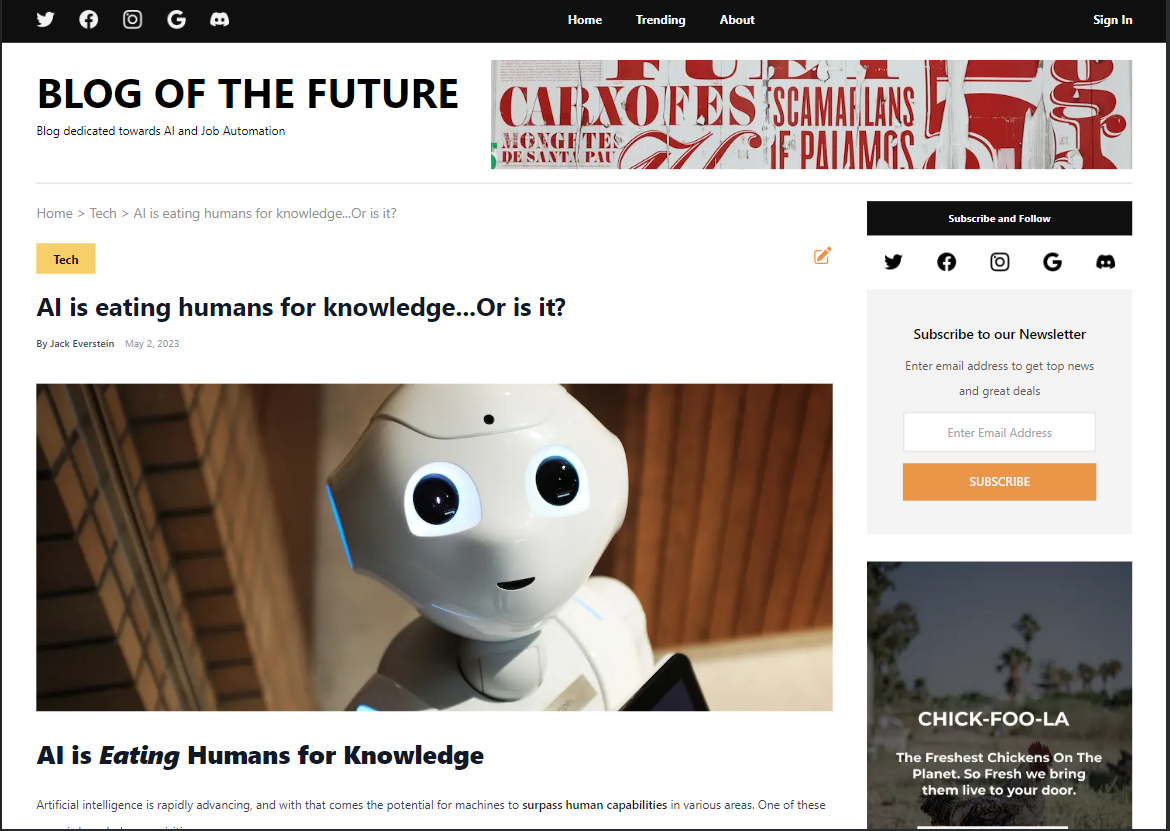 Home Trending About Sign In
BLOG OF THE FUTURE
Blog dedicated towards AI and Job Automation
CARXOFES
MONGETES
DE SANTA PAU
Home > Tech > AI is eating humans for knowledge...Or is it?
Tech
AI is eating humans for knowledge...Or is it?
By Jack Everstein May 2, 2023
AI is Eating Humans for Knowledge
Artificial intelligence is rapidly advancing, and with that comes the potential for machines to surpass human capabilities in various areas. One of these
Subscribe and Follow
Subscribe to our Newsletter
Enter email address to get top news
and great deals
Enter Email Address
SUBSCRIBE
CHICK-FOO-LA
The Freshest Chickens On The
Planet. So Fresh we bring
them live to your door.